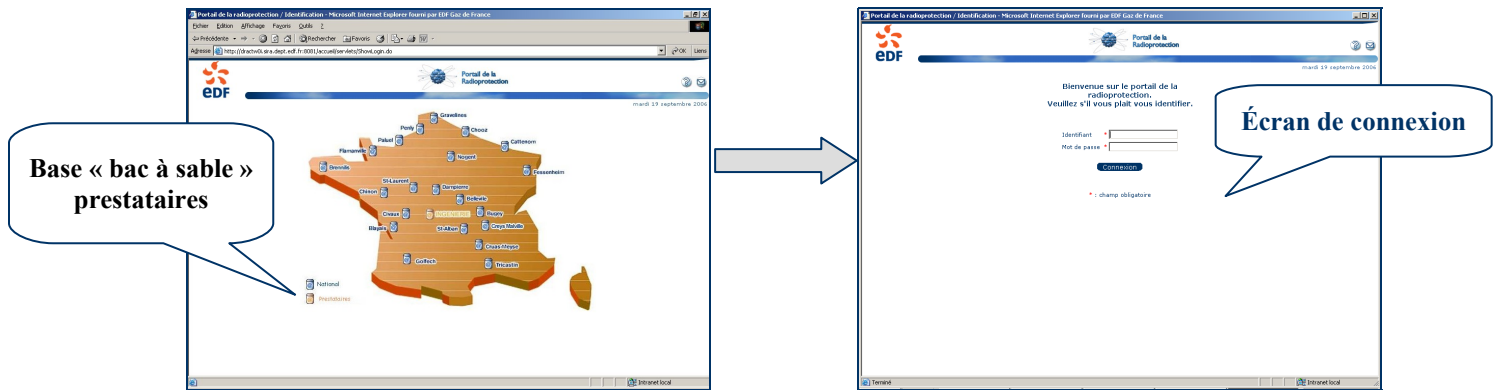 Portail de la radioprotection / Identification - Microsoft Internet Explorer fourni par EDF Gaz de France
Fichier Edition Affichage Favoris Outils ?
Précédente Rechercher Favoris
Adresse http://dractw0i.sira.dept.edf.fr:8081/accueil/servlets/ShowLogin.do OK Liens
eDF
Portail de la
Radioprotection
mardi 19 septembre 2006
Gravelines
Penly
Chooz
Paluel
Cattenom
Flamanville
Nogent
Brennilis
Fessenheim
St-Laurent
Dampierre
Chinon
Belleville
Civaux
INGENIERIE
Bugey
Blayais
St-Alban
Creys Malville
Cruas-Meysse
Golfech
Tricastin
National
Prestataires
Intranet local
Base « bac à sable »
prestataires
Portail de la radioprotection / Identification - Microsoft Internet Explorer fourni par EDF Gaz de France
eDF
Portail de la
Radioprotection
mardi 19 septembre 2006
Bienvenue sur le portail de la
radioprotection.
Veuillez s'il vous plait vous identifier.
Identifiant *
Mot de passe *
Connexion
* : champ obligatoire
Terminé
Intranet local
Écran de connexion